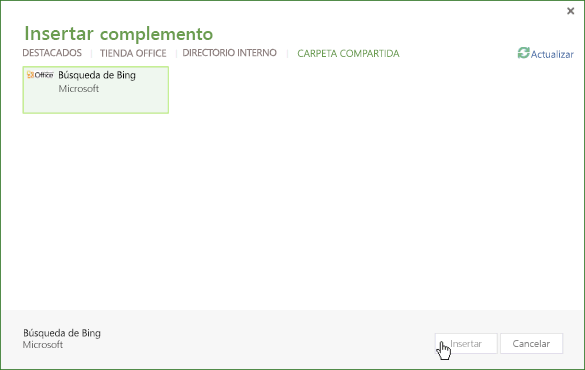 Insertar complemento
DESTACADOS | TIENDA OFFICE | DIRECTORIO INTERNO | CARPETA COMPARTIDA
Actualizar
Office Búsqueda de Bing
Microsoft
Búsqueda de Bing
Microsoft
Insertar Cancelar